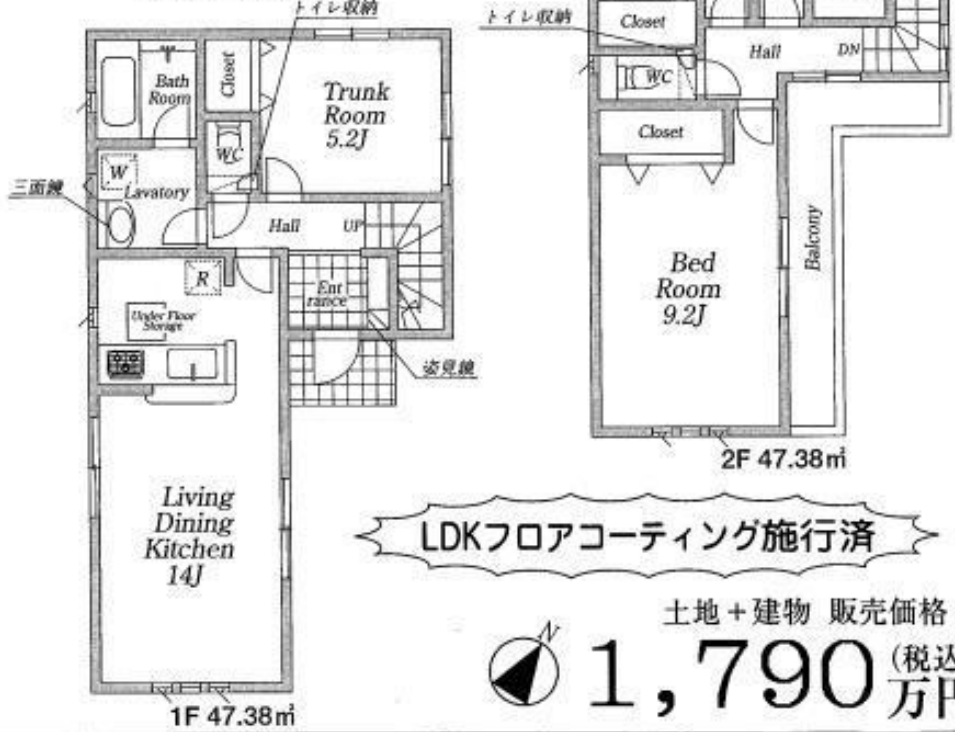 トイレ収納
トイレ収納
Closet
Hall
DN
WC
Closet
Bath
Room
Closet
Trunk
Room
5.2J
WC
W
Lavatory
三面鏡
Hall
UP
R
Ent
rance
Under Floor
Storage
姿見鏡
Bed
Room
9.2J
Balcony
2F 47.38㎡
Living
Dining
Kitchen
14J
1F 47.38㎡
LDKフロアコーティング施行済
土地+建物 販売価格
N
1,790
(税込
万円